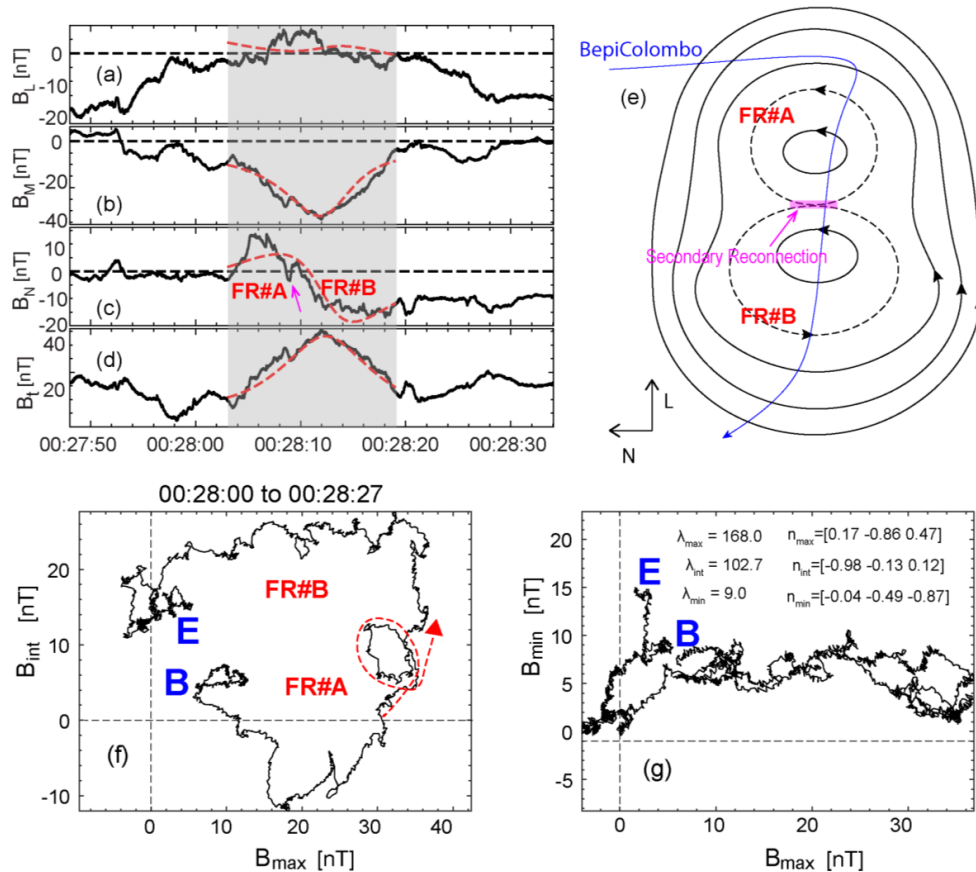 B_L [nT]
0
-10
-20
(a)
B_M [nT]
0
-20
-40
(b)
B_N [nT]
10
0
-10
-20
(c)
FR#A
FR#B
B_t [nT]
40
20
(d)
00:27:50
00:28:00
00:28:10
00:28:20
00:28:30
BepiColombo
(e)
FR#A
Secondary Reconnection
FR#B
L
N
00:28:00 to 00:28:27
B_int [nT]
20
10
0
-10
FR#B
E
B
FR#A
(f)
0
10
20
30
40
B_max [nT]
B_min [nT]
20
15
10
5
0
-5
λ_max = 168.0 n_max=[0.17 -0.86 0.47]
λ_int = 102.7 n_int=[-0.98 -0.13 0.12]
λ_min = 9.0 n_min=[-0.04 -0.49 -0.87]
E
B
(g)
0
10
20
30
B_max [nT]